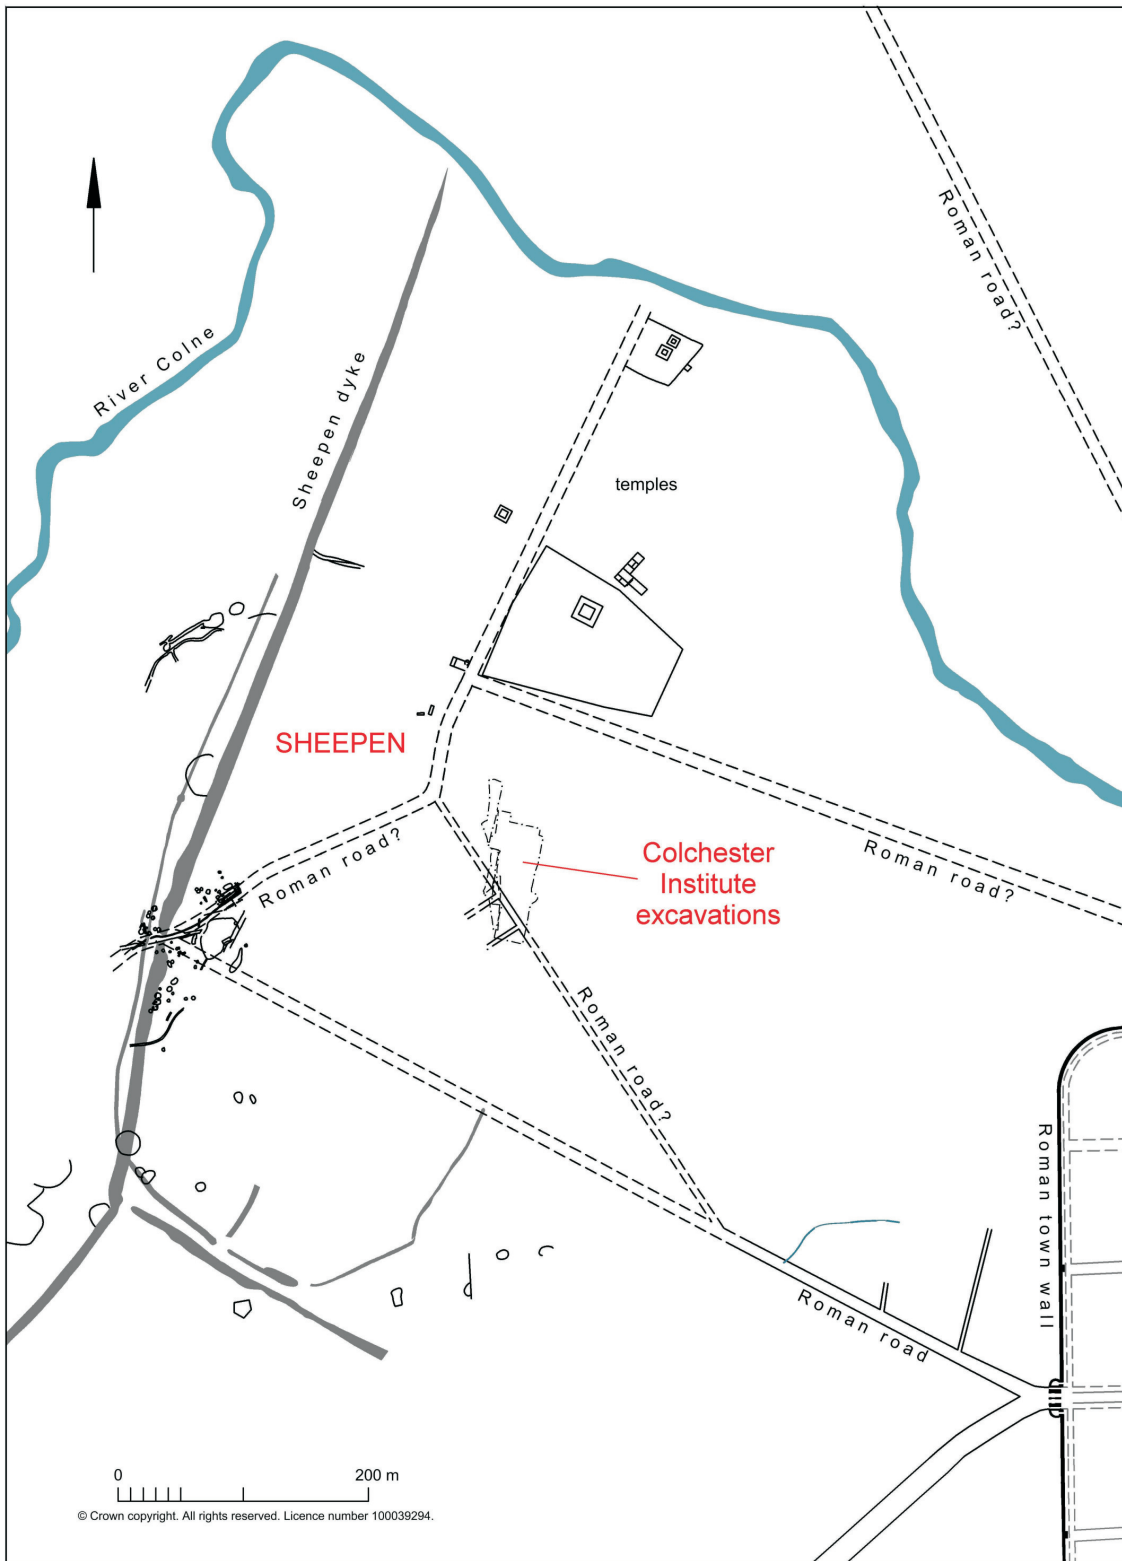 Roman road?
River Colne
Sheepen dyke
temples
SHEEPEN
Roman road?
Colchester
Institute
excavations
Roman road?
Roman road?
Roman town wall
Roman road
0 200 m
© Crown copyright. All rights reserved. Licence number 100039294.